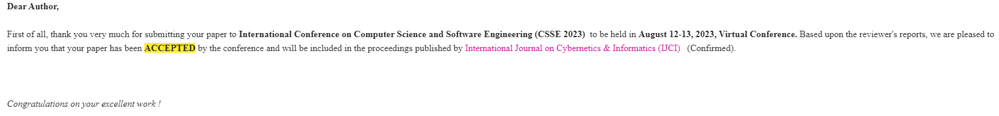 Dear Author,
First of all, thank you very much for submitting your paper to International Conference on Computer Science and Software Engineering (CSSE 2023) to be held in August 12-13, 2023, Virtual Conference. Based upon the reviewer's reports, we are pleased to
inform you that your paper has been ACCEPTED by the conference and will be included in the proceedings published by International Journal on Cybernetics & Informatics (IJCI) (Confirmed).
Congratulations on your excellent work !